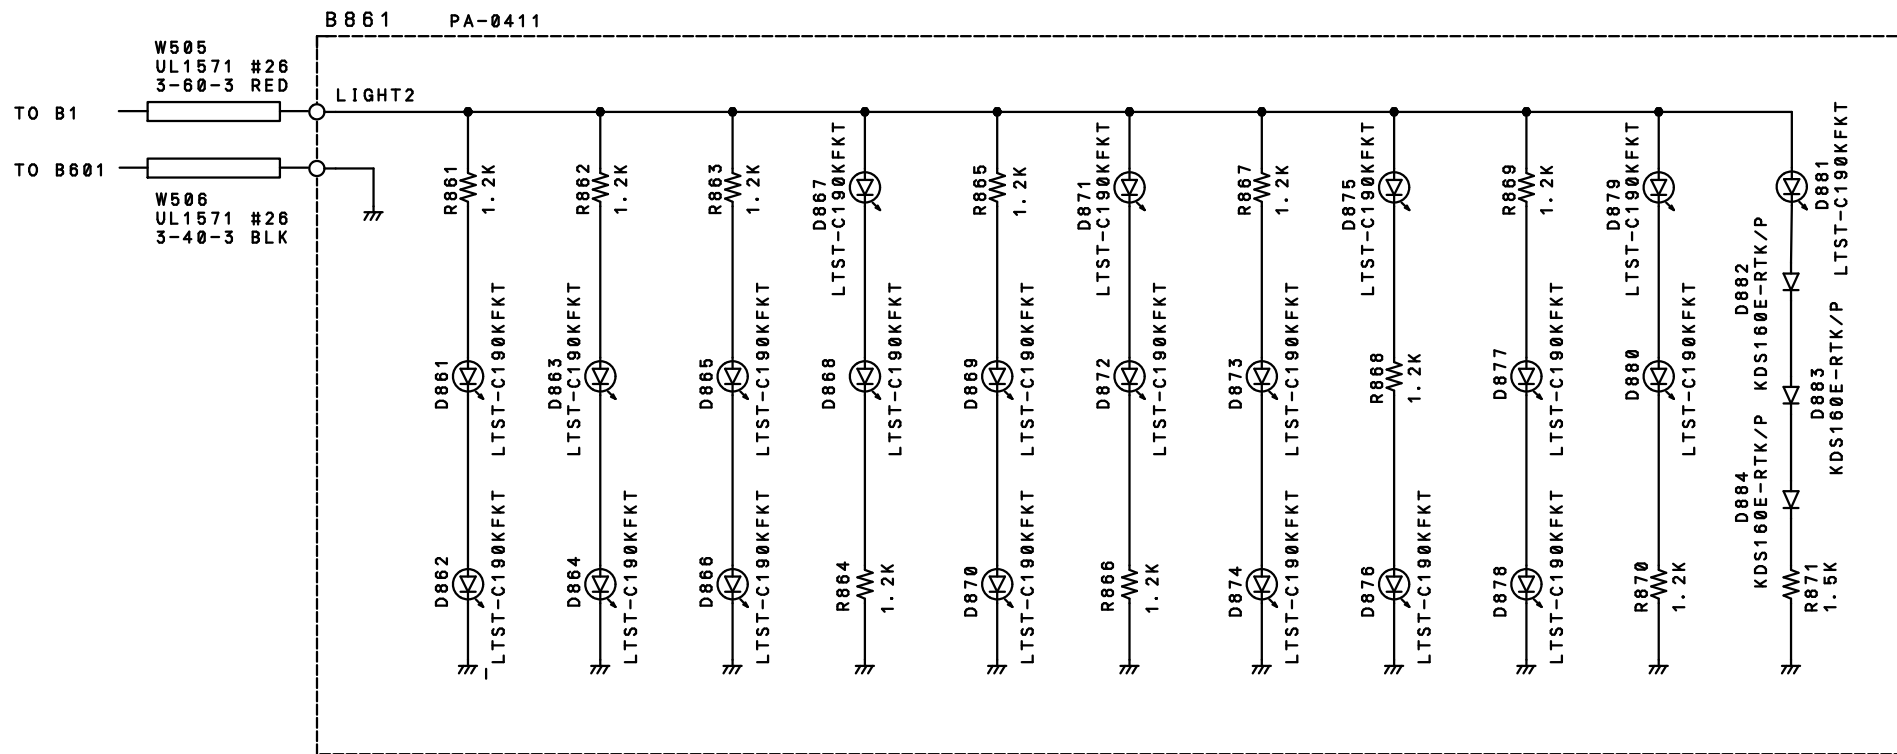 B861 PA-0411
W505
UL1571 #26
3-60-3 RED
LIGHT2
TO B1
TO B601
W506
UL1571 #26
3-40-3 BLK
R861
1.2K
R862
1.2K
R863
1.2K
D867
LTST-C190KFKT
R865
1.2K
D871
LTST-C190KFKT
R867
1.2K
D875
LTST-C190KFKT
R869
1.2K
D879
LTST-C190KFKT
D881
LTST-C190KFKT
D861
LTST-C190KFKT
D863
LTST-C190KFKT
D865
LTST-C190KFKT
D868
LTST-C190KFKT
D869
LTST-C190KFKT
D872
LTST-C190KFKT
D873
LTST-C190KFKT
R868
1.2K
D877
LTST-C190KFKT
D880
LTST-C190KFKT
D882
KDS160E-RTK/P
D883
KDS160E-RTK/P
D884
KDS160E-RTK/P
D862
LTST-C190KFKT
D864
LTST-C190KFKT
D866
LTST-C190KFKT
R864
1.2K
D870
LTST-C190KFKT
R866
1.2K
D874
LTST-C190KFKT
D876
LTST-C190KFKT
D878
LTST-C190KFKT
R870
1.2K
R871
1.5K